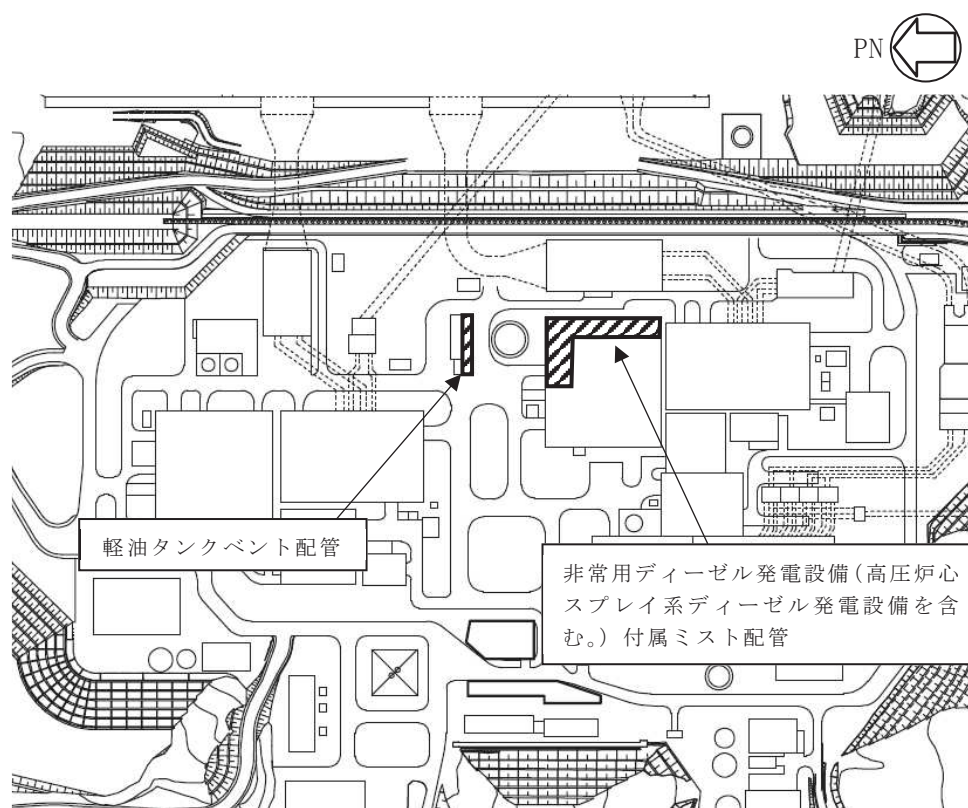 PN
軽油タンクベント配管
非常用ディーゼル発電設備(高圧炉心
スプレイ系ディーゼル発電設備を含
む。)付属ミスト配管